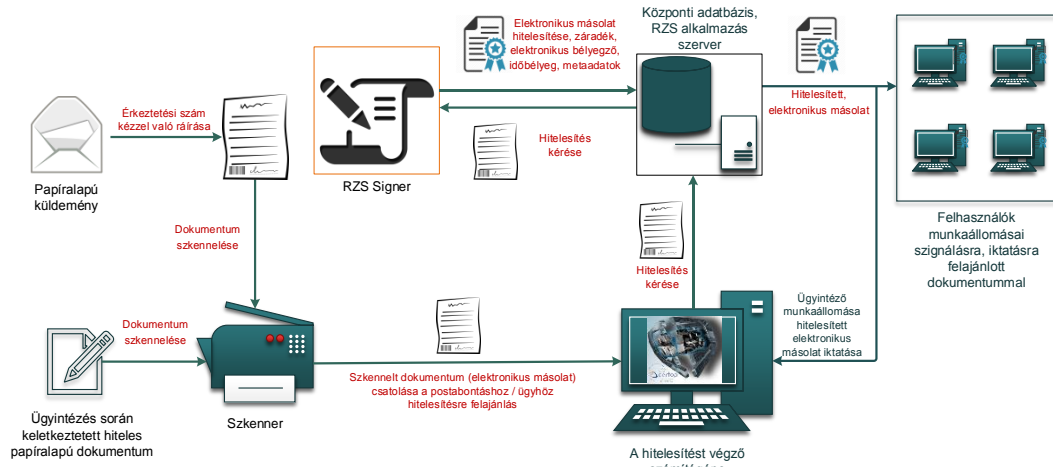 Elektronikus másolat
hitelesítése, záradék,
elektronikus bélyegző,
időbélyeg, metaadatok
Központi adatbázis,
RZS alkalmazás
szerver
Érkeztetési szám
kézzel való ráírása
Hitelesítés
kérése
Hitelesített,
elektronikus másolat
Papíralapú
küldemény
RZS Signer
Dokumentum
szkennelése
Hitelesítés
kérése
Felhasználók
munkaállomásai
szignálásra, iktatásra
felajánlott
dokumentummal
Dokumentum
szkennelése
Ügyintéző
munkaállomása
hitelesített
elektronikus
másolat iktatása
Szkennelt dokumentum (elektronikus másolat)
csatolása a postabontáshoz / ügyhöz
hitelesítésre felajánlás
Ügyintézés során
keletkeztetett hiteles
papíralapú dokumentum
Szkenner
A hitelesítést végző